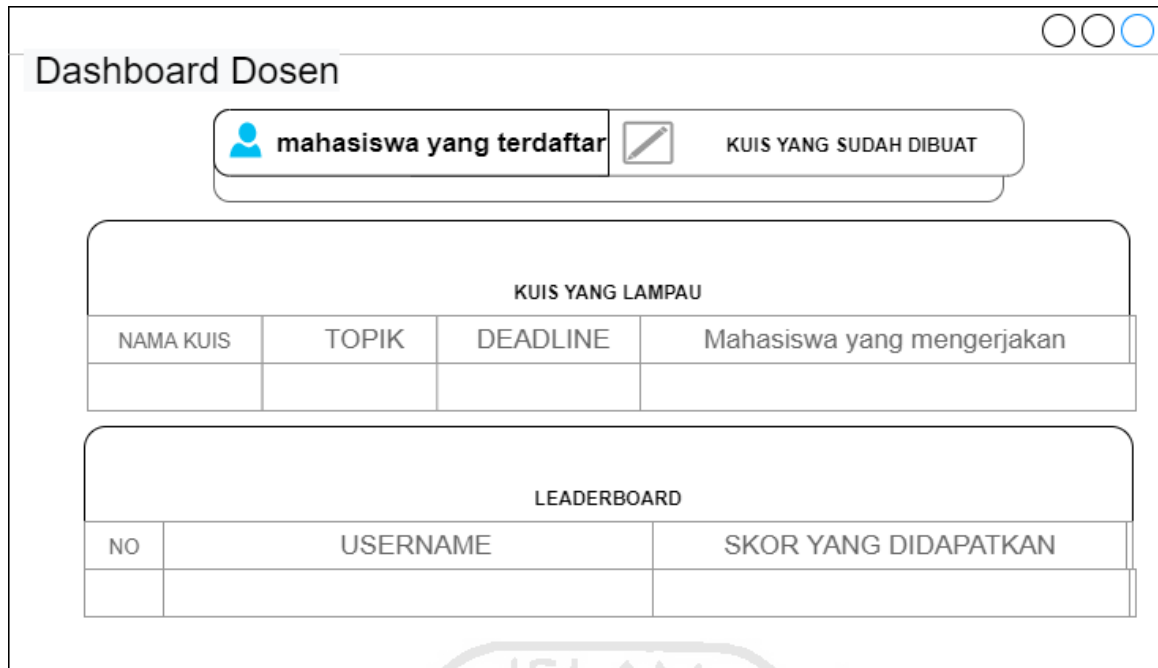 Dashboard Dosen
mahasiswa yang terdaftar
KUIS YANG SUDAH DIBUAT
KUIS YANG LAMPAU
NAMA KUIS TOPIK DEADLINE Mahasiswa yang mengerjakan
LEADERBOARD
NO USERNAME SKOR YANG DIDAPATKAN